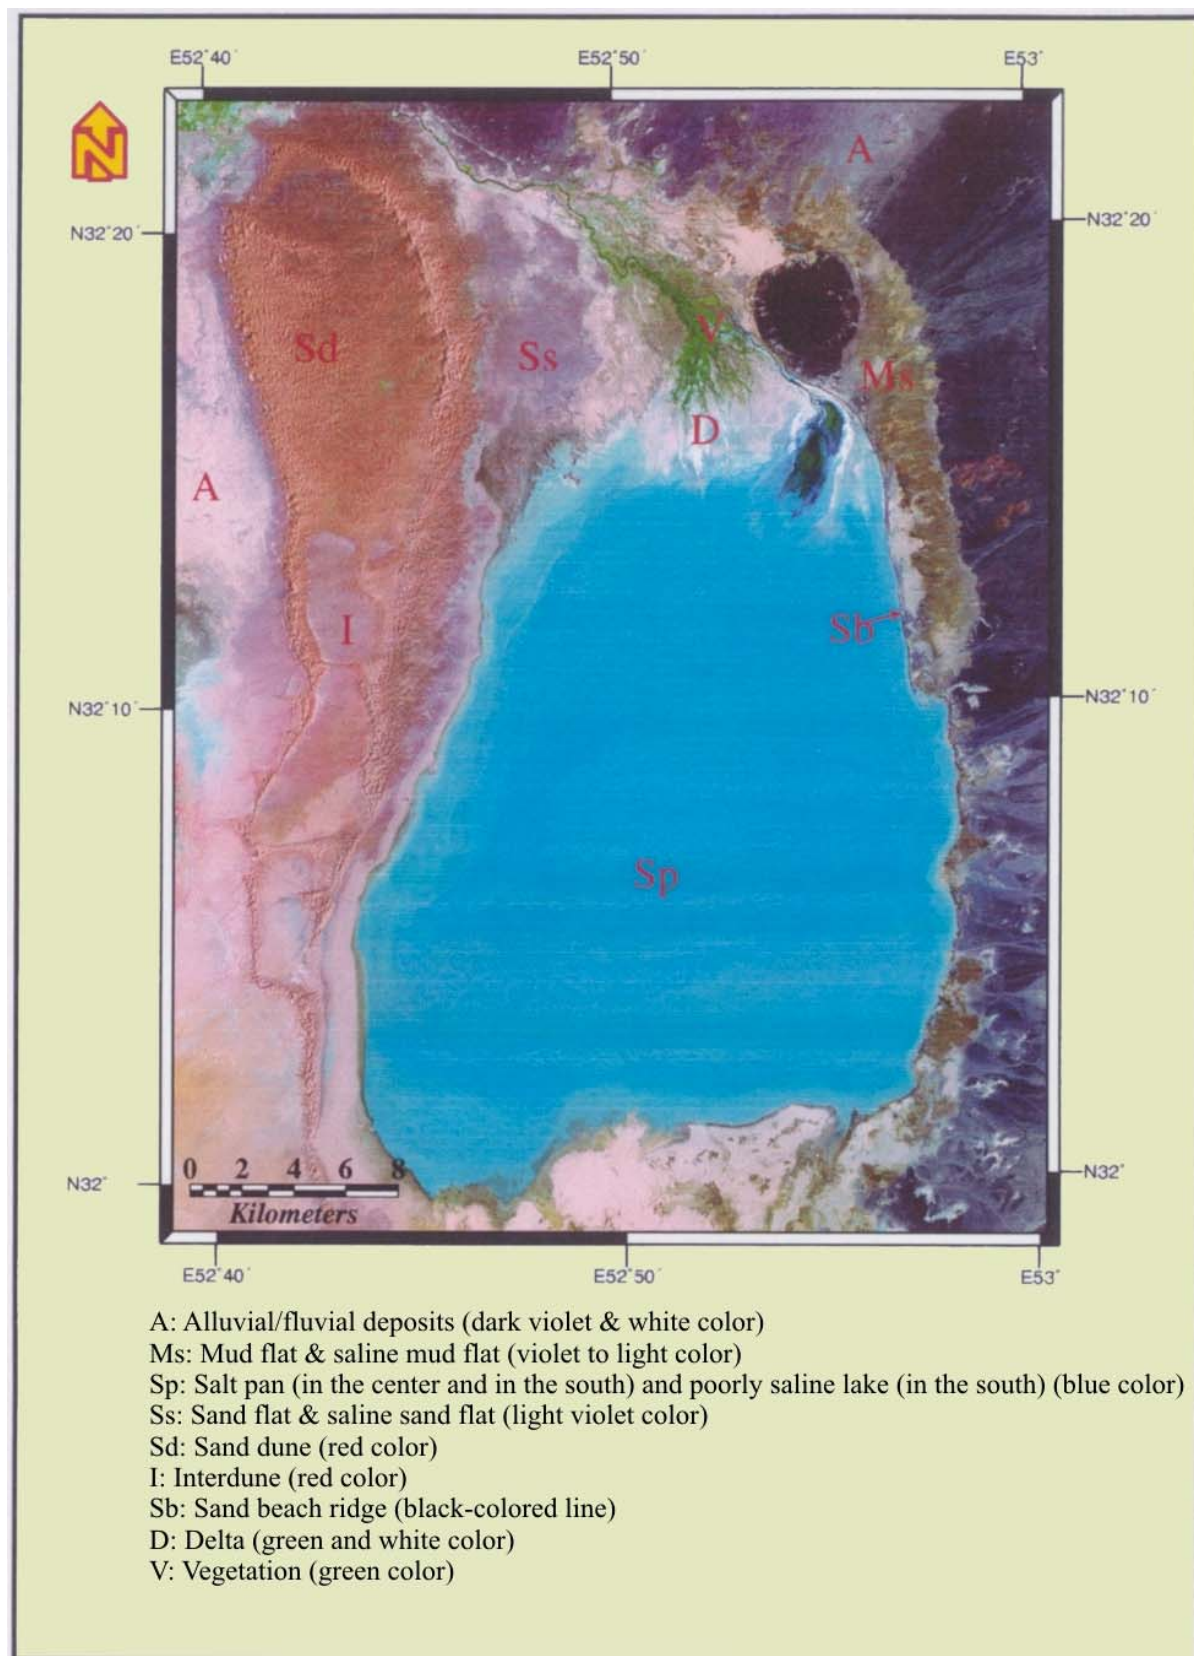 E52°40´ E52°50´ E53°
N
A
N32°20´ N32°20´
Sd Ss V Ms
D
A
I Sb
N32°10´ N32°10´
Sp
0 2 4 6 8
N32° N32°
Kilometers
E52°40´ E52°50´ E53°
A: Alluvial/fluvial deposits (dark violet & white color)
Ms: Mud flat & saline mud flat (violet to light color)
Sp: Salt pan (in the center and in the south) and poorly saline lake (in the south) (blue color)
Ss: Sand flat & saline sand flat (light violet color)
Sd: Sand dune (red color)
I: Interdune (red color)
Sb: Sand beach ridge (black-colored line)
D: Delta (green and white color)
V: Vegetation (green color)